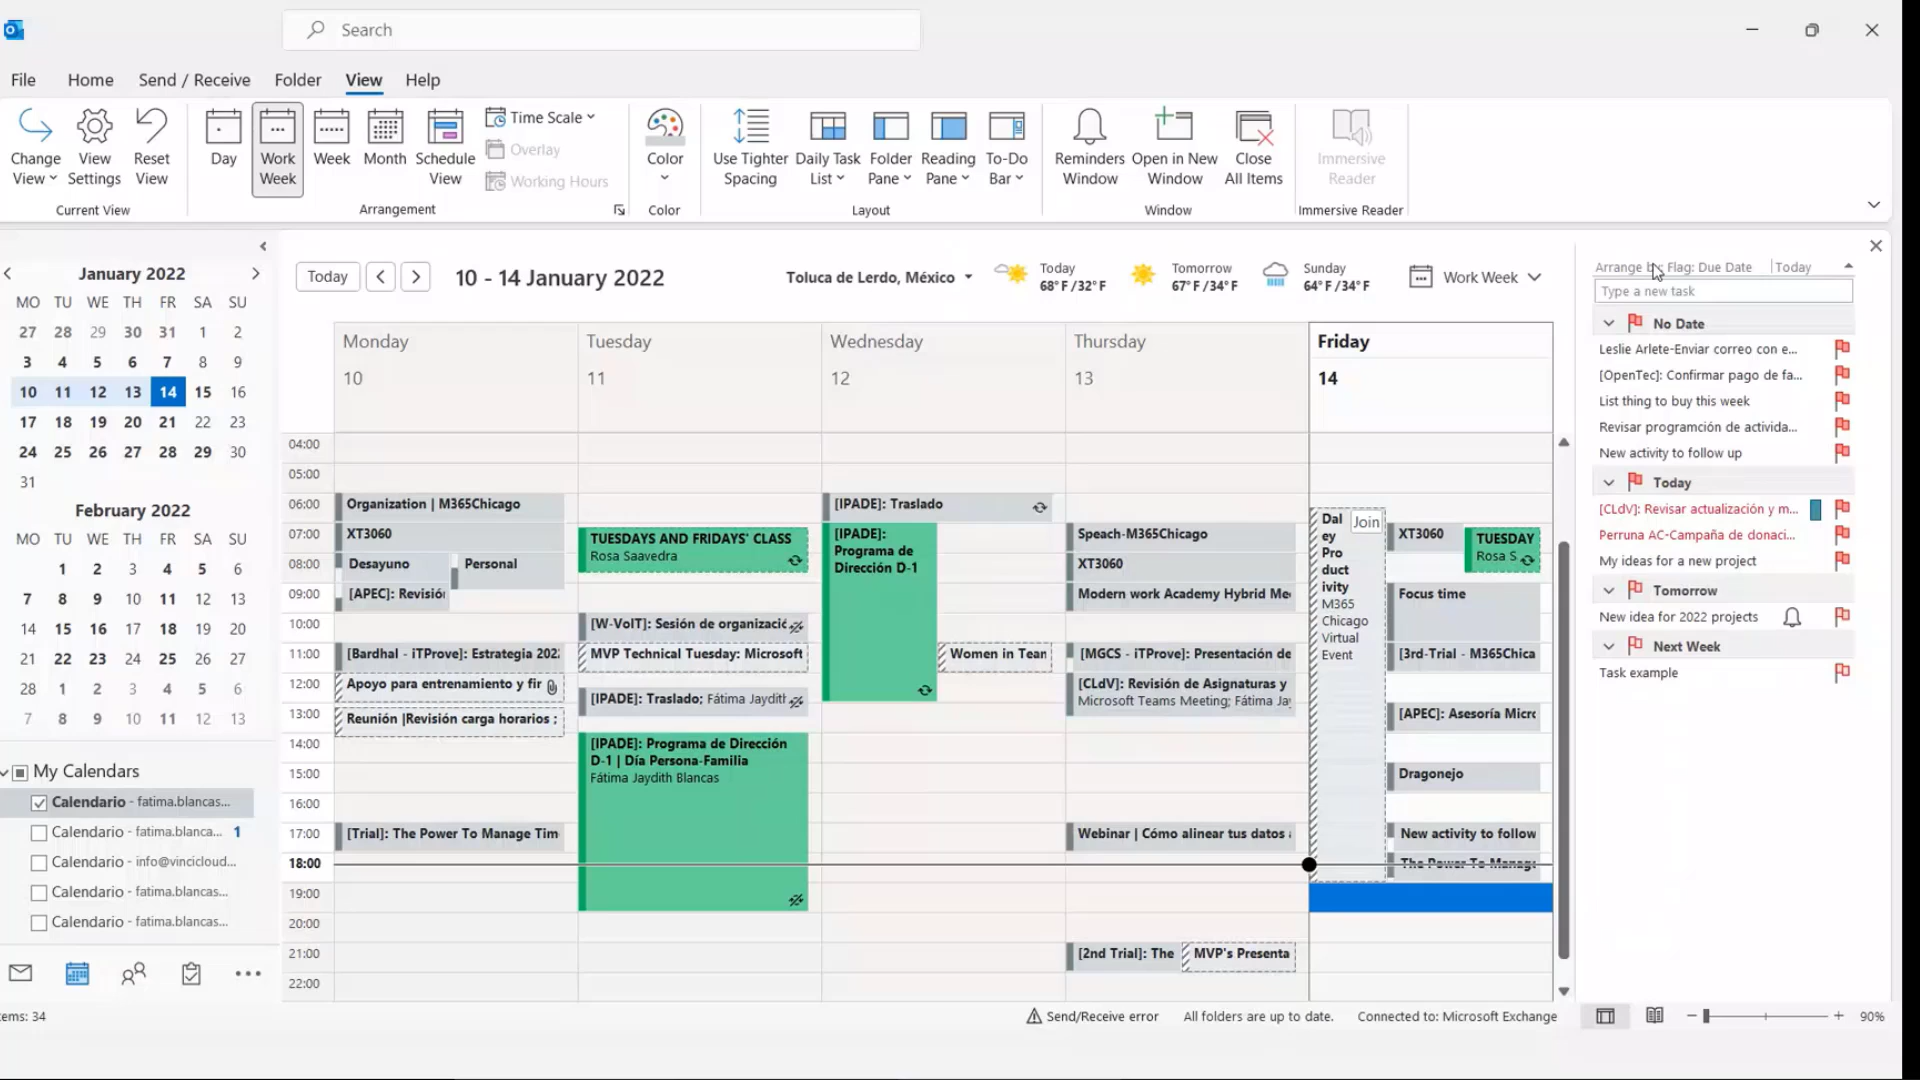 Search
File Home Send / Receive Folder View Help
Change View
View Settings
Reset View
Current View
Day
Work Week
Week
Month
Schedule View
Time Scale
Overlay
Working Hours
Arrangement
Color
Color
Use Tighter Spacing
Daily Task List
Folder Pane
Reading Pane
To-Do Bar
Layout
Reminders Window
Open in New Window
Close All Items
Window
Immersive Reader
Immersive Reader
January 2022
MO TU WE TH FR SA SU
27 28 29 30 31 1 2
3 4 5 6 7 8 9
10 11 12 13 14 15 16
17 18 19 20 21 22 23
24 25 26 27 28 29 30
31
February 2022
MO TU WE TH FR SA SU
1 2 3 4 5 6
7 8 9 10 11 12 13
14 15 16 17 18 19 20
21 22 23 24 25 26 27
28 1 2 3 4 5 6
7 8 9 10 11 12 13
My Calendars
Calendario - fatima.blancas...
Calendario - fatima.blanca... 1
Calendario - info@vincicloud...
Calendario - fatima.blancas...
Calendario - fatima.blancas...
Today
10 - 14 January 2022
Toluca de Lerdo, México
Today 68°F/32°F
Tomorrow 67°F/34°F
Sunday 64°F/34°F
Work Week
Monday Tuesday Wednesday Thursday Friday
10 11 12 13 14
04:00
05:00
06:00
07:00
08:00
09:00
10:00
11:00
12:00
13:00
14:00
15:00
16:00
17:00
18:00
19:00
20:00
21:00
22:00
Organization | M365Chicago
XT3060
Desayuno
Personal
[APEC]: Revisión
[Bardhal - iTProve]: Estrategia 202
Apoyo para entrenamiento y fir
Reunión |Revisión carga horarios ;
[Trial]: The Power To Manage Tim
TUESDAYS AND FRIDAYS' CLASS
Rosa Saavedra
[W-VoIT]: Sesión de organizació
MVP Technical Tuesday: Microsoft
[IPADE]: Traslado; Fátima Jaydith
[IPADE]: Programa de Dirección
D-1 | Día Persona-Familia
Fátima Jaydith Blancas
[IPADE]: Traslado
[IPADE]:
Programa de
Dirección D-1
Women in Tean
Speach-M365Chicago
XT3060
Modern work Academy Hybrid Me
[MGCS - iTProve]: Presentación de
[CLdV]: Revisión de Asignaturas y
Microsoft Teams Meeting; Fátima Ja
Webinar | Cómo alinear tus datos
[2nd Trial]: The
MVP's Presenta
Dal
ey
Pro
duct
ivity
M365
Chicago
Virtual
Event
Join
XT3060
TUESDAY
Rosa S
Focus time
[3rd-Trial - M365Chica
[APEC]: Asesoría Micro
Dragonejo
New activity to follow
The Power To Manage
Arrange by: Flag: Due Date Today
Type a new task
No Date
Leslie Arlete-Enviar correo con e...
[OpenTec]: Confirmar pago de fa...
List thing to buy this week
Revisar programción de activida...
New activity to follow up
Today
[CLdV]: Revisar actualización y m...
Perruna AC-Campaña de donaci...
My ideas for a new project
Tomorrow
New idea for 2022 projects
Next Week
Task example
ems: 34
Send/Receive error All folders are up to date. Connected to: Microsoft Exchange 90%